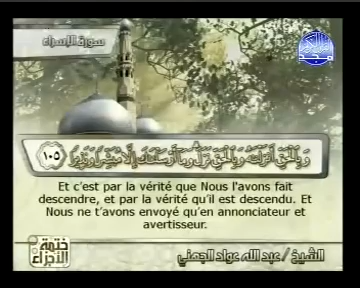 سورة الإسراء
مجد
وَبِالْحَقِّ أَنزَلْنَاهُ وَبِالْحَقِّ نَزَلَ وَمَا أَرْسَلْنَاكَ إِلَّا مُبَشِّرًا وَنَذِيرًا ١٠٥
Et c'est par la vérité que Nous l'avons fait
descendre, et par la vérité qu'il est descendu. Et
Nous ne t'avons envoyé qu'en annonciateur et
avertisseur.
ختمة
الأجزاء
الشيخ / عبد الله عواد الجهني